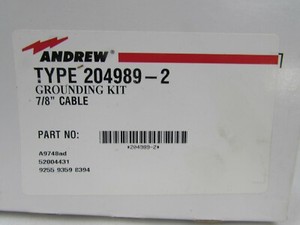 ANDREW
TYPE 204989-2
GROUNDING KIT
7/8" CABLE
PART NO:
*204989-2*
A9748ad
52004431
9255 9359 8394